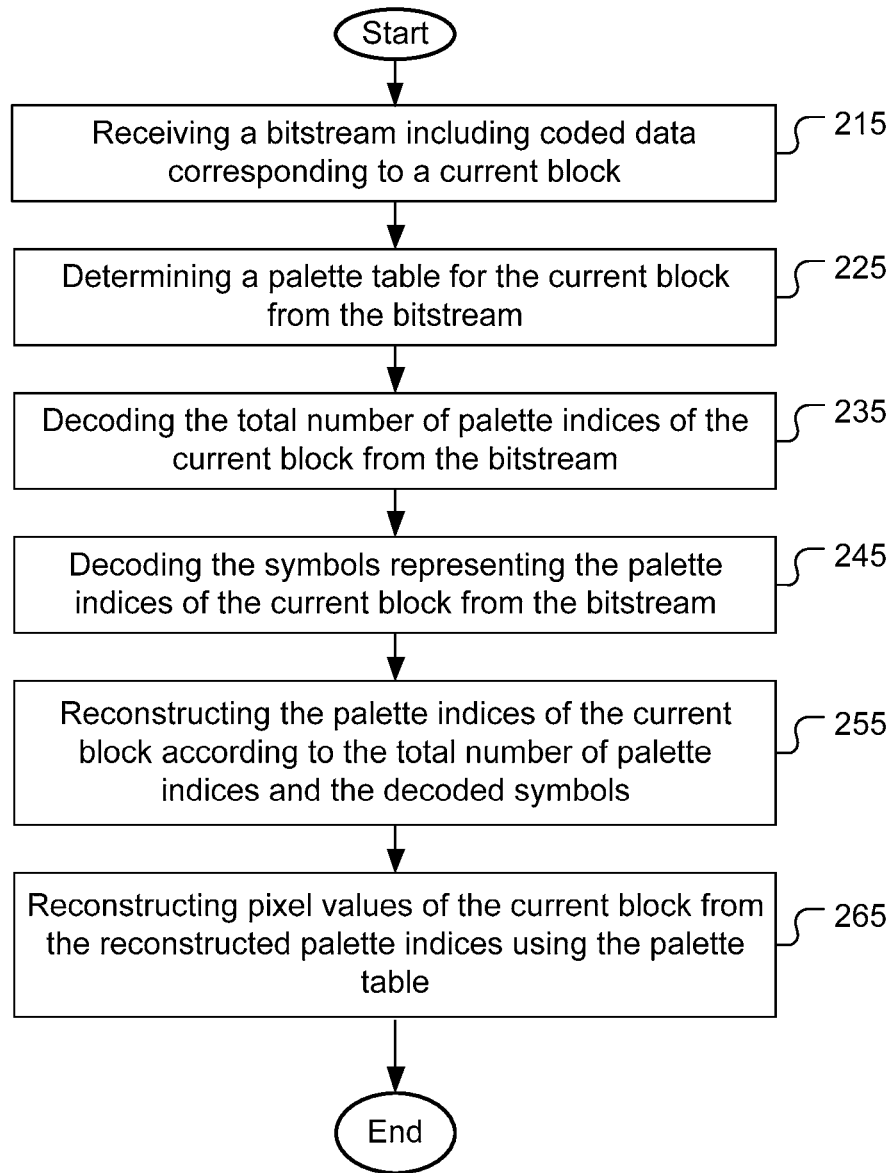 Start
Receiving a bitstream including coded data
corresponding to a current block
215
Determining a palette table for the current block
from the bitstream
225
Decoding the total number of palette indices of the
current block from the bitstream
235
Decoding the symbols representing the palette
indices of the current block from the bitstream
245
Reconstructing the palette indices of the current
block according to the total number of palette
indices and the decoded symbols
255
Reconstructing pixel values of the current block from
the reconstructed palette indices using the palette
table
265
End